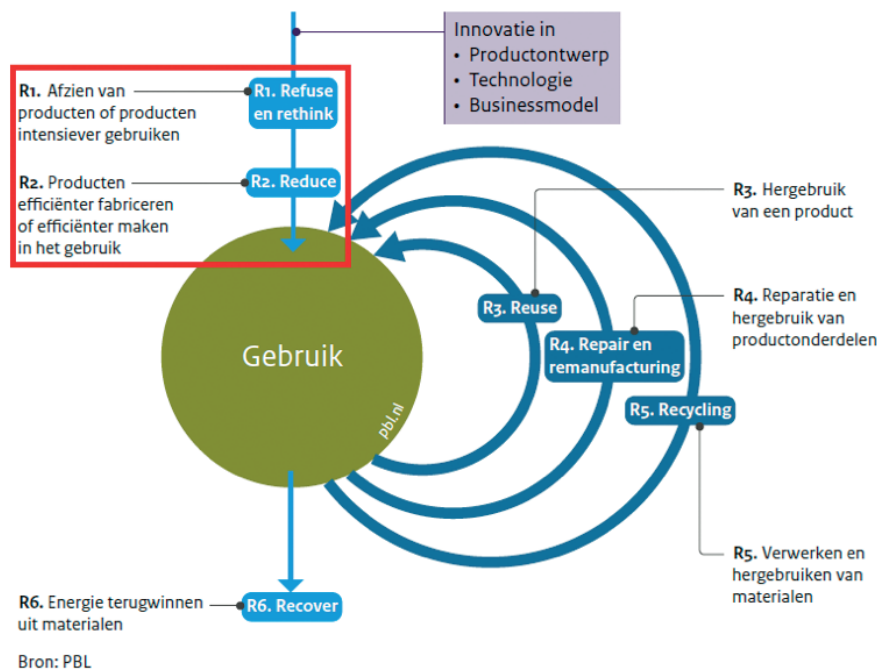 Innovatie in
• Productontwerp
• Technologie
• Businessmodel
R1. Afzien van
producten of producten
intensiever gebruiken
R1. Refuse
en rethink
R2. Producten
efficiënter fabriceren
of efficiënter maken
in het gebruik
R2. Reduce
R3. Hergebruik
van een product
R3. Reuse
R4. Reparatie en
hergebruik van
productonderdelen
R4. Repair en
remanufacturing
Gebruik
pbl.nl
R5. Recycling
R5. Verwerken en
hergebruiken van
materialen
R6. Energie terugwinnen
uit materialen
R6. Recover
Bron: PBL